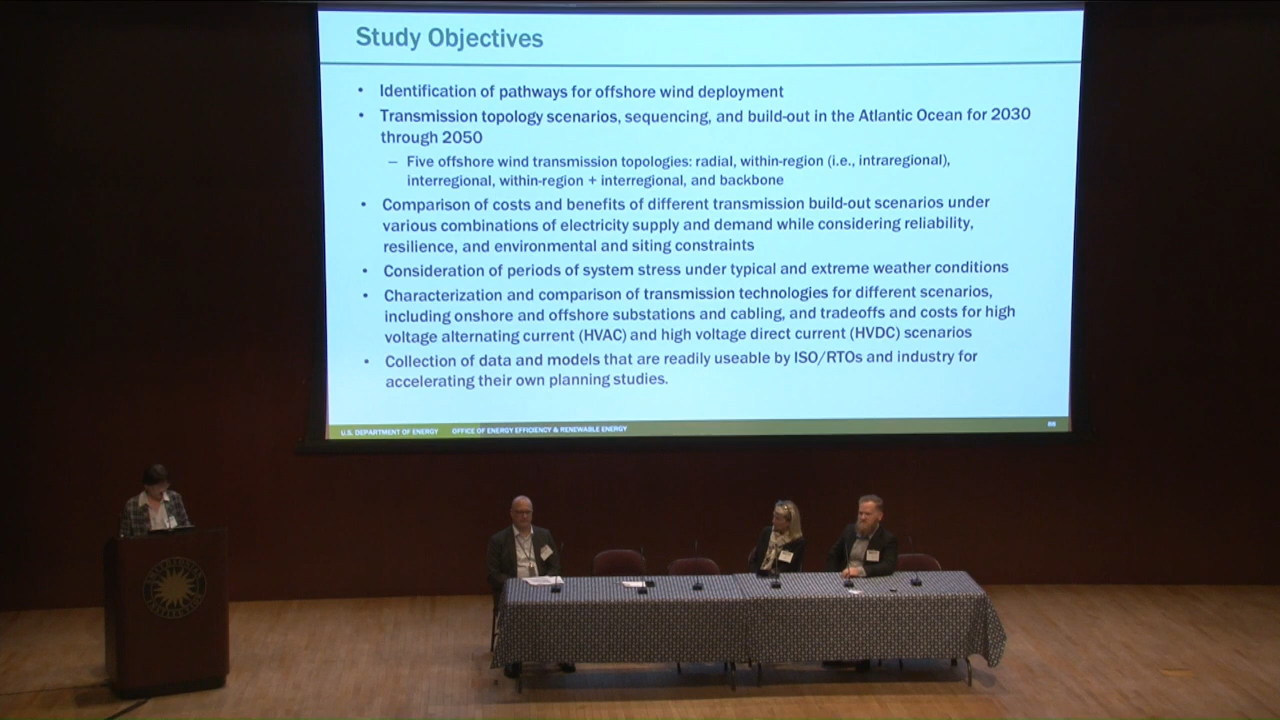 Study Objectives
• Identification of pathways for offshore wind deployment
• Transmission topology scenarios, sequencing, and build-out in the Atlantic Ocean for 2030
through 2050
– Five offshore wind transmission topologies: radial, within-region (i.e., intraregional),
interregional, within-region + interregional, and backbone
• Comparison of costs and benefits of different transmission build-out scenarios under
various combinations of electricity supply and demand while considering reliability,
resilience, and environmental and siting constraints
• Consideration of periods of system stress under typical and extreme weather conditions
• Characterization and comparison of transmission technologies for different scenarios,
including onshore and offshore substations and cabling, and tradeoffs and costs for high
voltage alternating current (HVAC) and high voltage direct current (HVDC) scenarios
• Collection of data and models that are readily useable by ISO/RTOs and industry for
accelerating their own planning studies.
U.S. DEPARTMENT OF ENERGY OFFICE OF ENERGY EFFICIENCY & RENEWABLE ENERGY